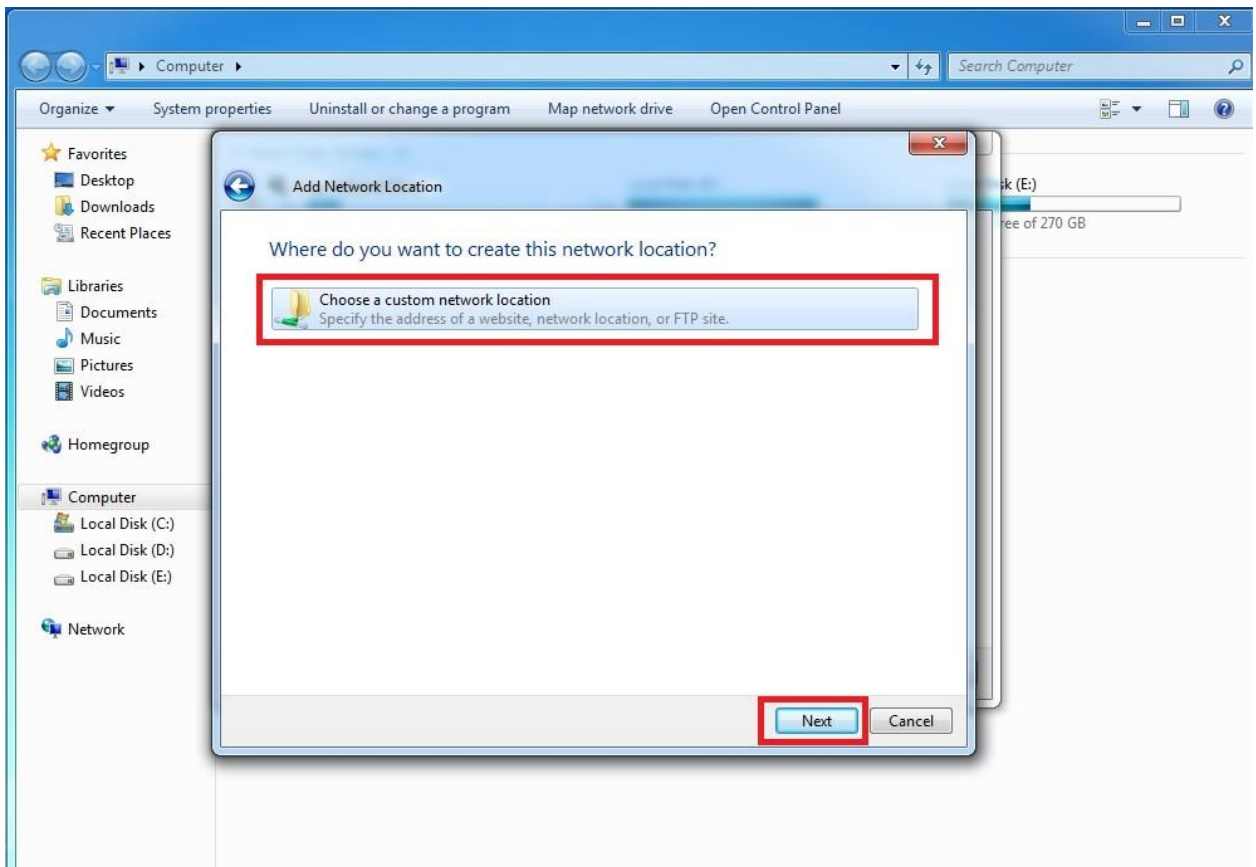 Computer
Search Computer
Organize
System properties
Uninstall or change a program
Map network drive
Open Control Panel
Favorites
Desktop
Downloads
Recent Places
Libraries
Documents
Music
Pictures
Videos
Homegroup
Computer
Local Disk (C:)
Local Disk (D:)
Local Disk (E:)
Network
Add Network Location
Where do you want to create this network location?
Choose a custom network location
Specify the address of a website, network location, or FTP site.
Next
Cancel
(E:)
of 270 GB